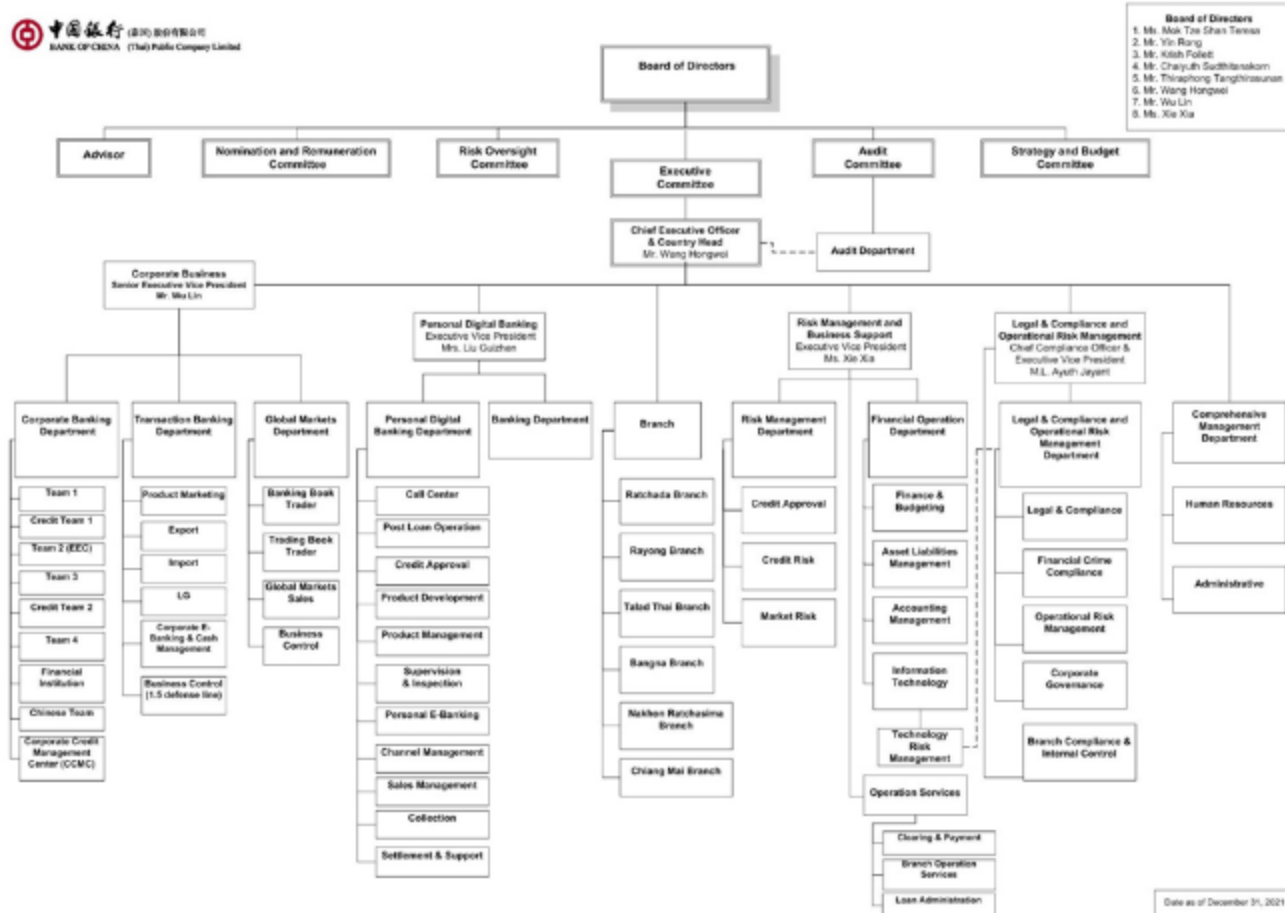 中国銀行 (泰国) 股份有限公司
BANK OF CHINA (Thai) Public Company Limited
Board of Directors
1. Ms. Mok Tze Shan Teresa
2. Mr. Yin Rong
3. Mr. Krish Follett
4. Mr. Chaiyuth Sudthitanakorn
5. Mr. Thiraphong Tangthirasunan
6. Mr. Wang Hongwei
7. Mr. Wu Lin
8. Ms. Xie Xia
Board of Directors
Advisor
Nomination and Remuneration
Committee
Risk Oversight
Committee
Executive
Committee
Audit
Committee
Strategy and Budget
Committee
Chief Executive Officer
& Country Head
Mr. Wang Hongwei
Audit Department
Corporate Business
Senior Executive Vice President
Mr. Wu Lin
Personal Digital Banking
Executive Vice President
Mrs. Liu Guizhen
Risk Management and
Business Support
Executive Vice President
Ms. Xie Xia
Legal & Compliance and
Operational Risk Management
Chief Compliance Officer &
Executive Vice President
M.L. Ayuth Jayant
Corporate Banking
Department
Team 1
Credit Team 1
Team 2 (EEC)
Team 3
Credit Team 2
Team 4
Financial
Institution
Chinese Team
Corporate Credit
Management
Center (CCMC)
Transaction Banking
Department
Product Marketing
Export
Import
LG
Corporate E-
Banking & Cash
Management
Business Control
(1.5 defense line)
Global Markets
Department
Banking Book
Trader
Trading Book
Trader
Global Markets
Sales
Business
Control
Personal Digital
Banking Department
Call Center
Post Loan Operation
Credit Approval
Product Development
Product Management
Supervision
& Inspection
Personal E-Banking
Channel Management
Sales Management
Collection
Settlement & Support
Banking Department
Branch
Ratchada Branch
Rayong Branch
Talad Thai Branch
Bangna Branch
Nakhon Ratchasima
Branch
Chiang Mai Branch
Risk Management
Department
Credit Approval
Credit Risk
Market Risk
Financial Operation
Department
Finance &
Budgeting
Asset Liabilities
Management
Accounting
Management
Information
Technology
Technology
Risk
Management
Operation Services
Clearing & Payment
Branch Operation
Services
Loan Administration
Legal & Compliance and
Operational Risk
Management
Department
Legal & Compliance
Financial Crime
Compliance
Operational Risk
Management
Corporate
Governance
Branch Compliance &
Internal Control
Comprehensive
Management
Department
Human Resources
Administrative
Date as of December 31, 2021